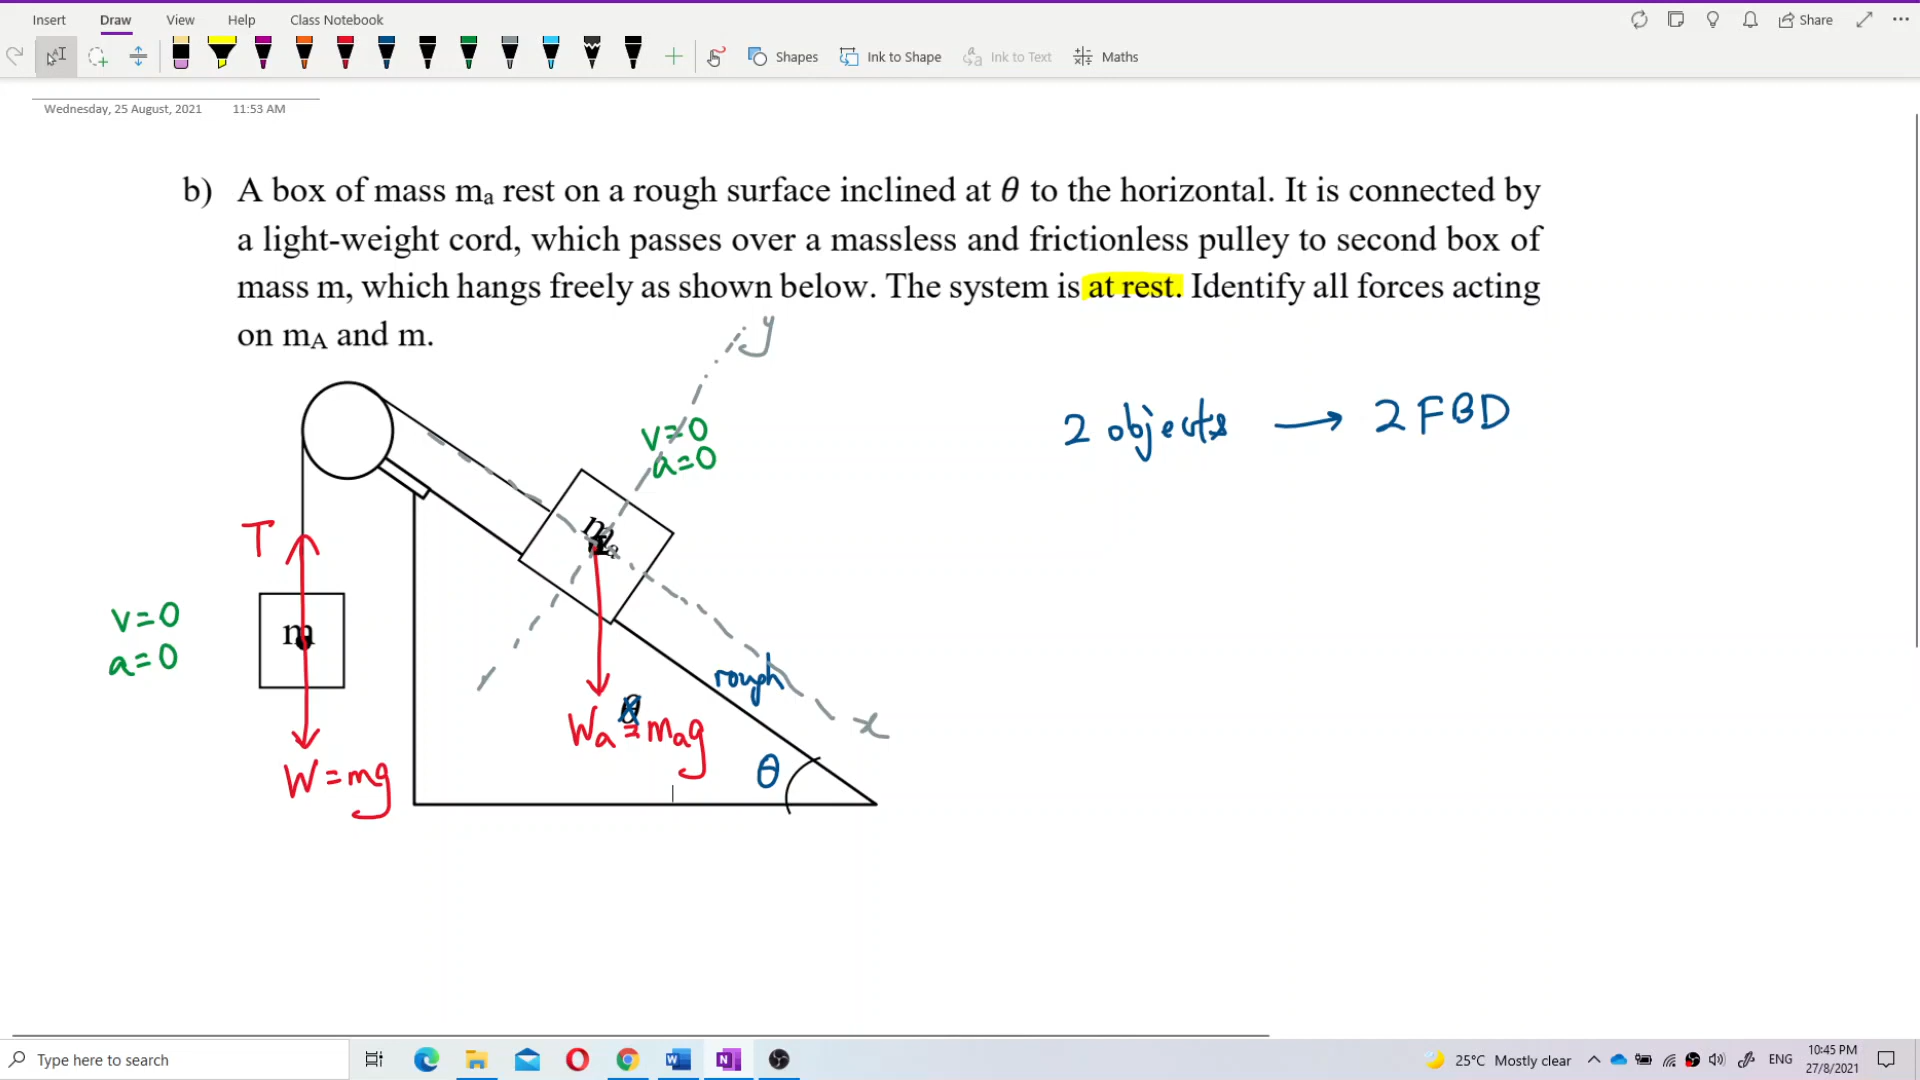 Insert Draw View Help Class Notebook Share
Shapes Ink to Shape Ink to Text Maths
Wednesday, 25 August, 2021 11:53 AM
b) A box of mass mₐ rest on a rough surface inclined at θ to the horizontal. It is connected by
a light-weight cord, which passes over a massless and frictionless pulley to second box of
mass m, which hangs freely as shown below. The system is at rest. Identify all forces acting
on m_A and m.
y
2 objects → 2 FBD
v=0
a=0
T
mₐ
v=0
a=0
m
rough
x
Wₐ = mₐg
θ
θ
W = mg
Type here to search
25°C Mostly clear
ENG
10:45 PM
27/8/2021